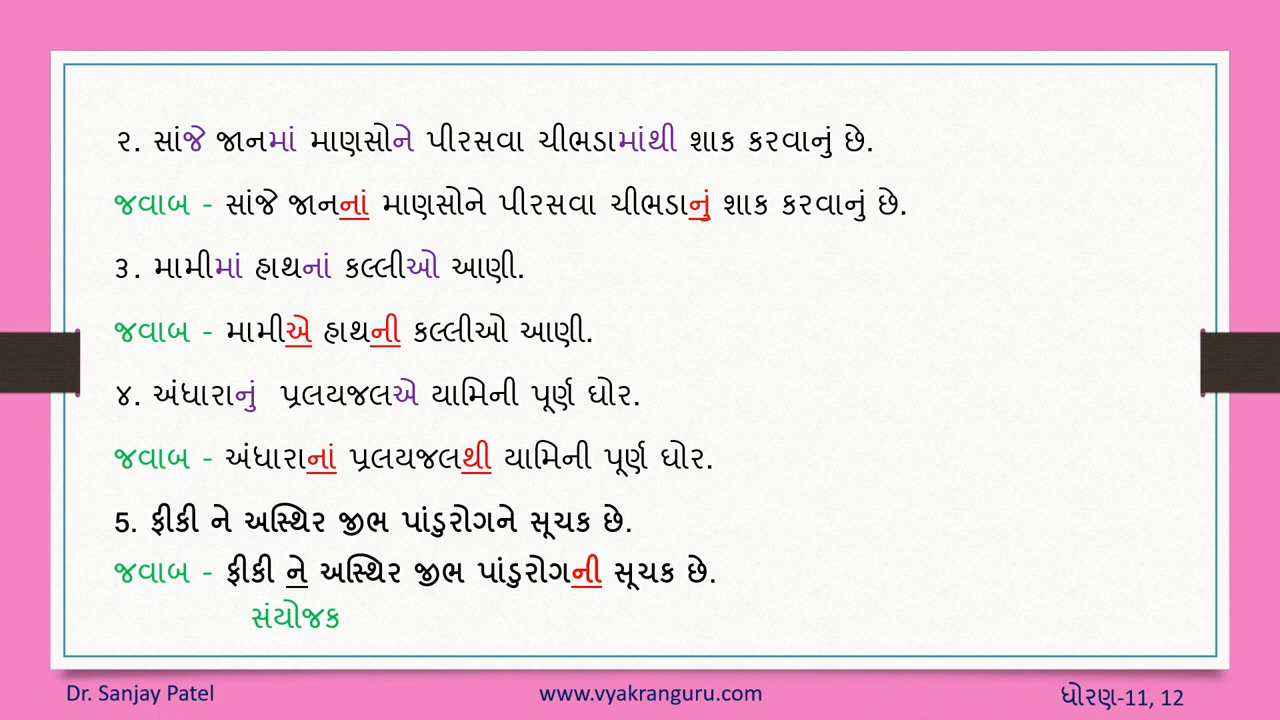 ૨. સાંજે જાનમાં માણસોને પીરસવા ચીભડામાંથી શાક કરવાનું છે.
જવાબ - સાંજે જાનનાં માણસોને પીરસવા ચીભડાનું શાક કરવાનું છે.
૩. મામીમાં હાથનાં કલ્લીઓ આણી.
જવાબ - મામીએ હાથની કલ્લીઓ આણી.
૪. અંધારાનું પ્રલયજલએ યામિની પૂર્ણ ઘોર.
જવાબ - અંધારાનાં પ્રલયજલથી યામિની પૂર્ણ ઘોર.
5. ફીકી ને અસ્થિર જીભ પાંડુરોગને સૂચક છે.
જવાબ - ફીકી ને અસ્થિર જીભ પાંડુરોગની સૂચક છે.
સંયોજક
Dr. Sanjay Patel www.vyakranguru.com ધોરણ-11, 12